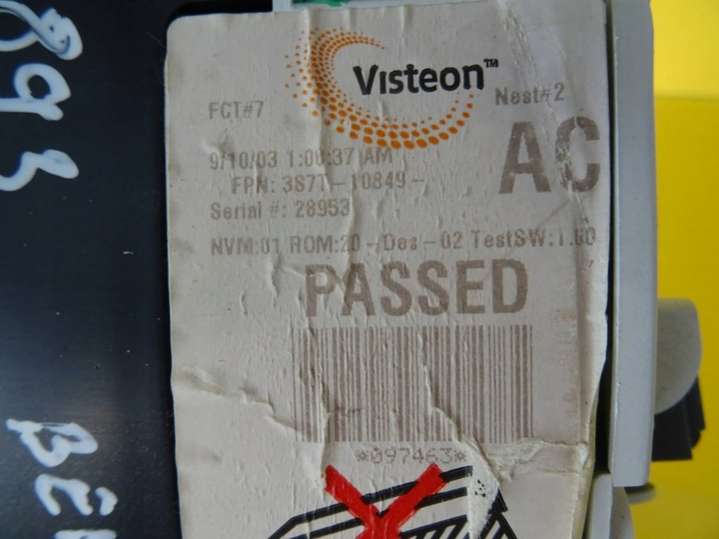 Visteon™
FCT#7 Nest#2
9/10/03 1:00:37 AM
AC
FPN: 3S7T-10849-
Serial #: 28953
NVM:01 ROM:20-Dec-02 TestSW:1.60
PASSED
*097463*
893